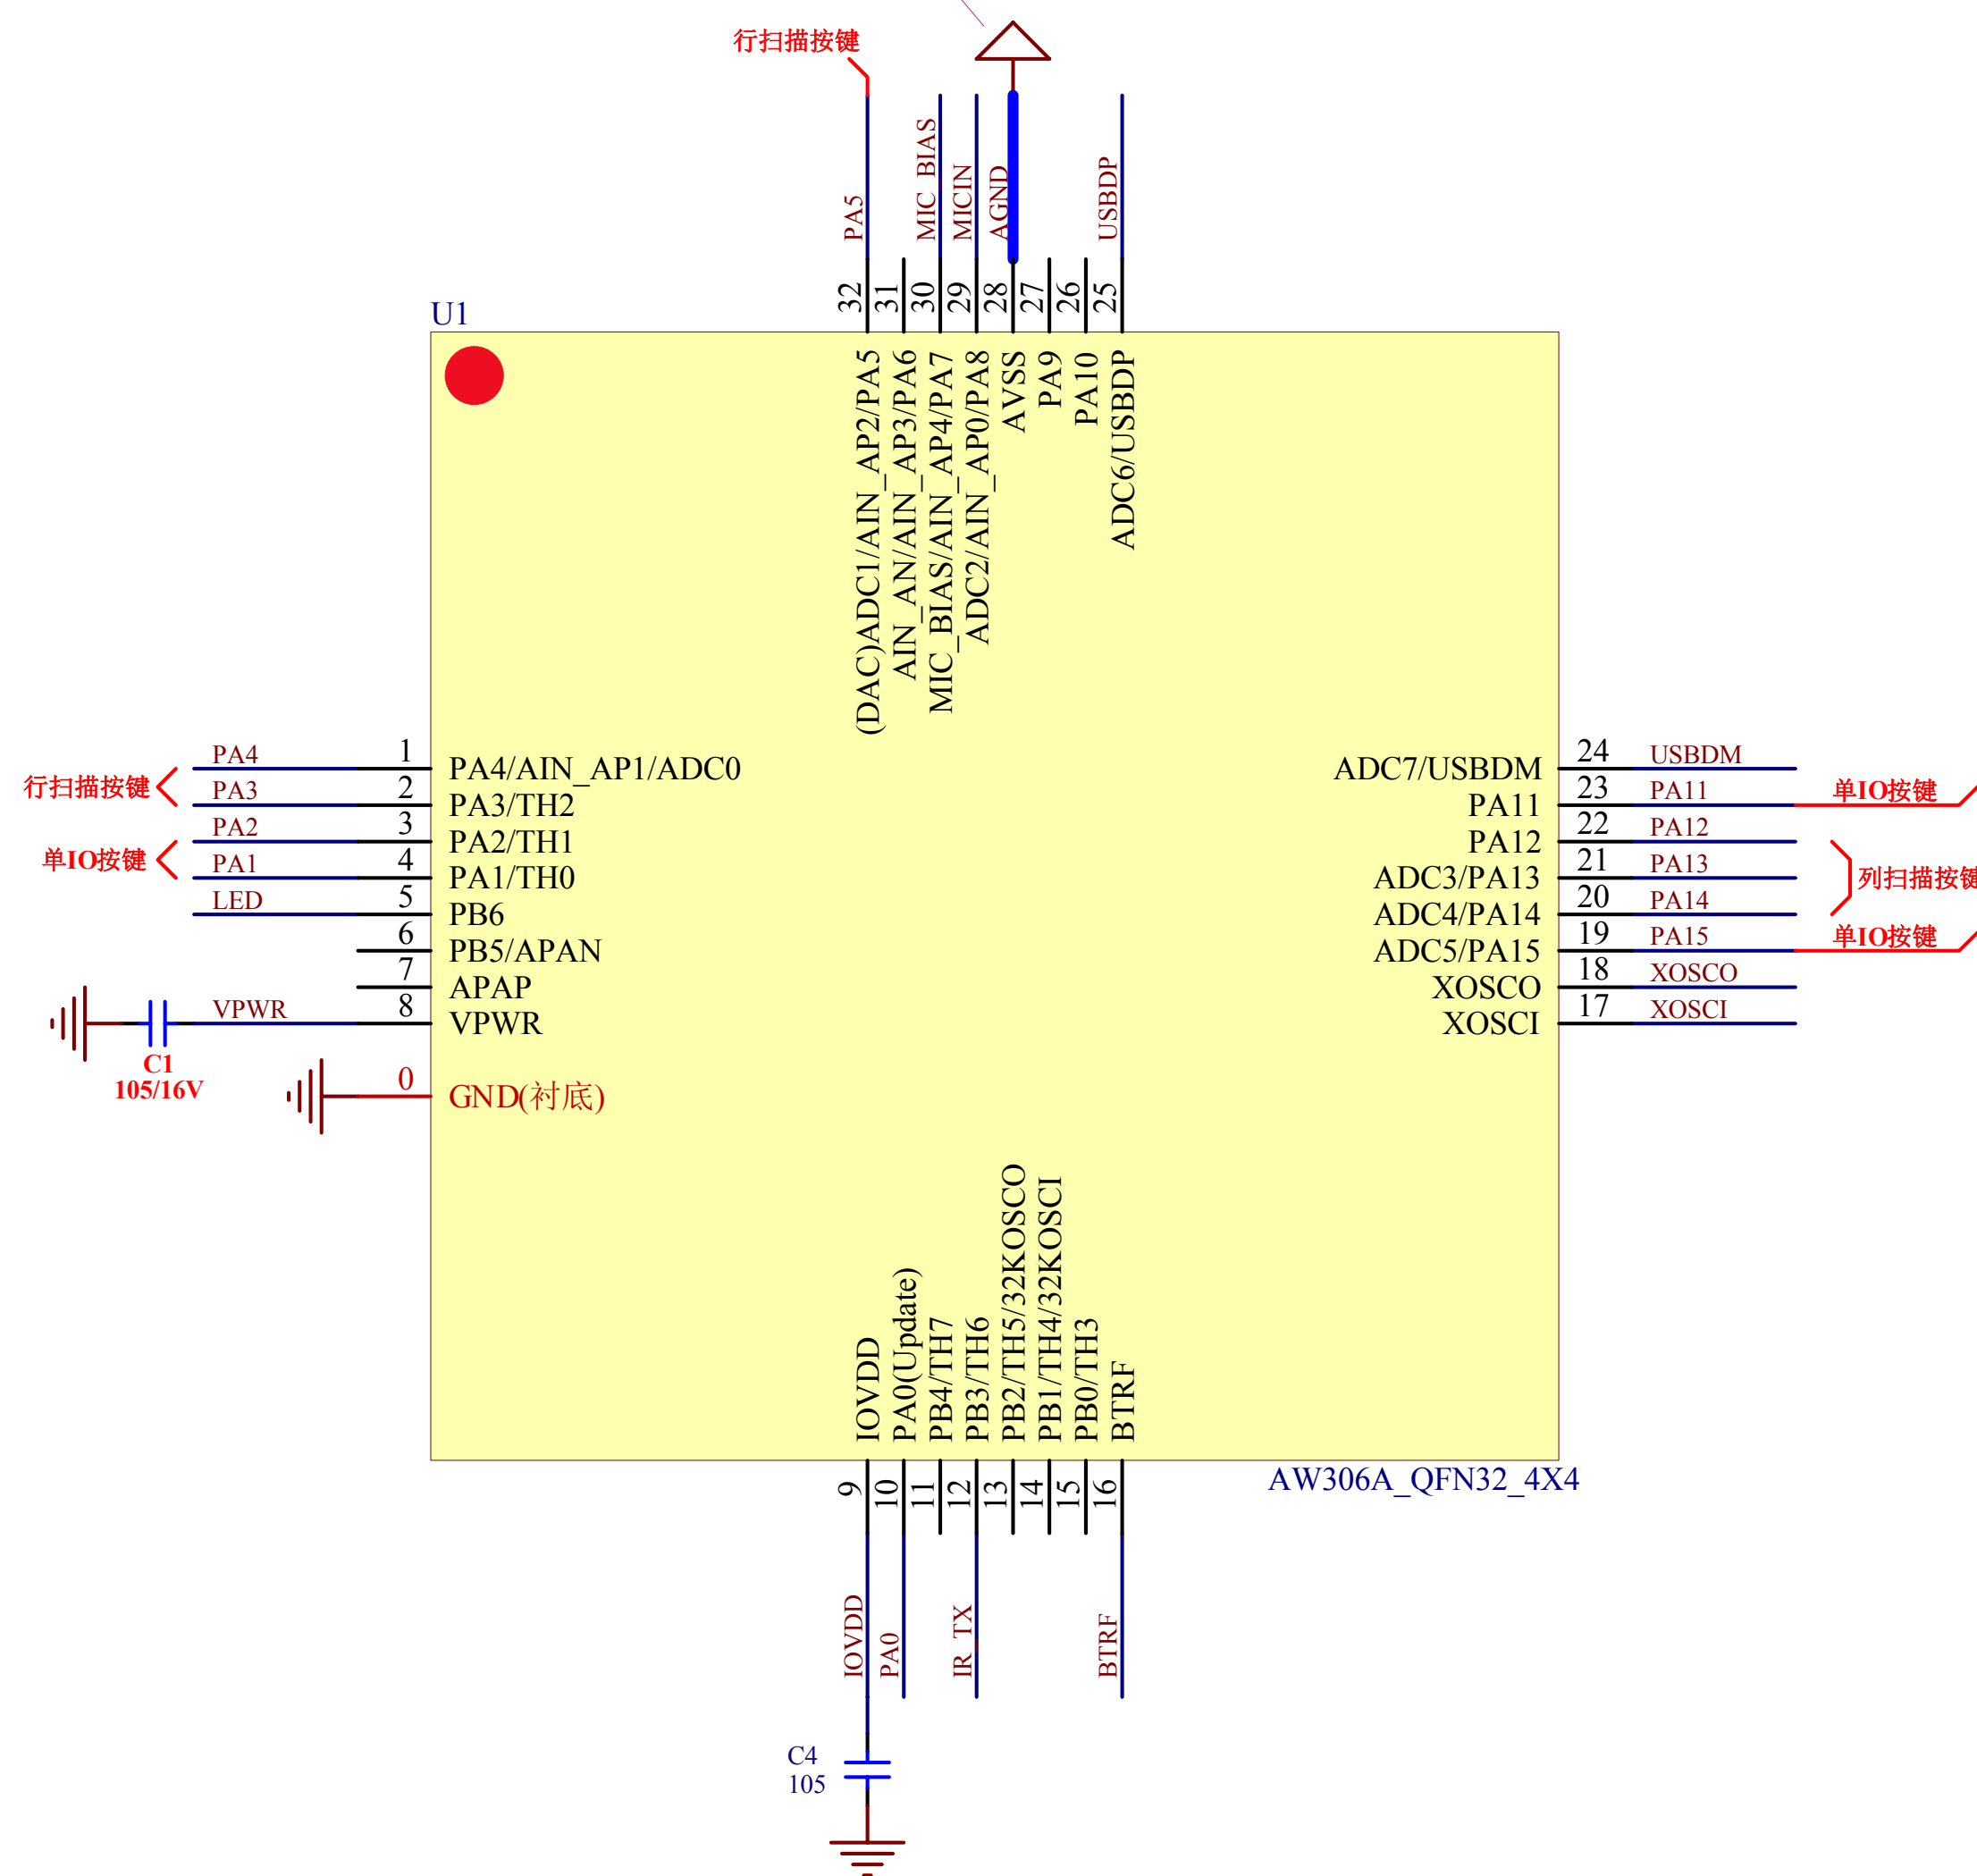 行扫描按键
PA5
MIC_BIAS
MICIN
AGND
USBDP
32
31
30
29
28
27
26
25
U1
(DAC)ADC1/AIN_AP2/PA5
AIN_AN/AIN_AP3/PA6
MIC_BIAS/AIN_AP4/PA7
ADC2/AIN_AP0/PA8
AVSS
PA9
PA10
ADC6/USBDP
行扫描按键
单IO按键
PA4 1 PA4/AIN_AP1/ADC0
PA3 2 PA3/TH2
PA2 3 PA2/TH1
PA1 4 PA1/TH0
LED 5 PB6
6 PB5/APAN
7 APAP
VPWR 8 VPWR
C1
105/16V
0 GND(衬底)
ADC7/USBDM 24 USBDM
PA11 23 PA11 单IO按键
PA12 22 PA12
ADC3/PA13 21 PA13 列扫描按键
ADC4/PA14 20 PA14
ADC5/PA15 19 PA15 单IO按键
XOSCO 18 XOSCO
XOSCI 17 XOSCI
IOVDD
PA0(Update)
PB4/TH7
PB3/TH6
PB2/TH5/32KOSCO
PB1/TH4/32KOSCI
PB0/TH3
BTRF
AW306A_QFN32_4X4
9
10
11
12
13
14
15
16
IOVDD
PA0
IR_TX
BTRF
C4
105